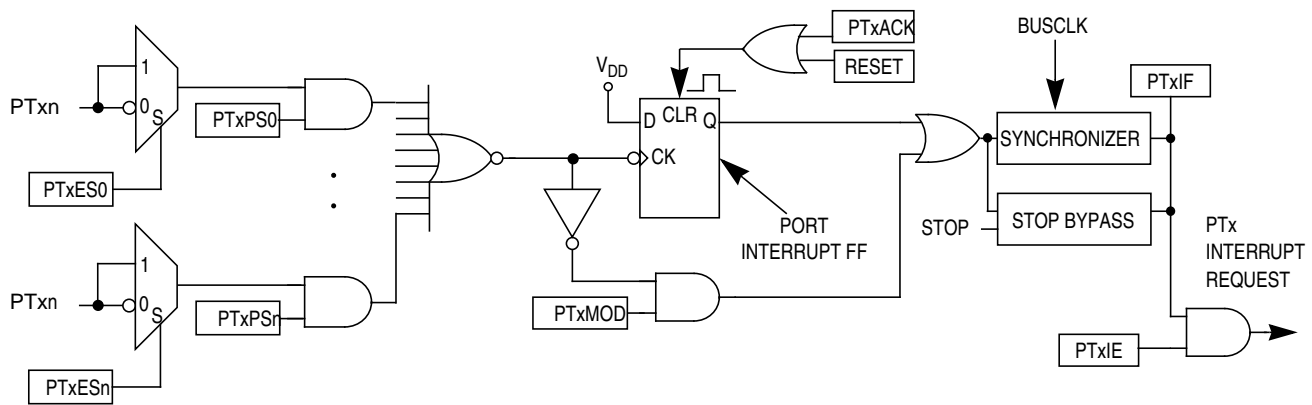 PTxACK
BUSCLK
RESET
VDD
PTxIF
1
PTxn
0
S
PTxPS0
D
CLR
Q
CK
SYNCHRONIZER
PTxES0
PORT
INTERRUPT FF
STOP
STOP BYPASS
PTx
INTERRUPT
REQUEST
1
PTxn
0
S
PTxPSn
PTxMOD
PTxIE
PTxESn